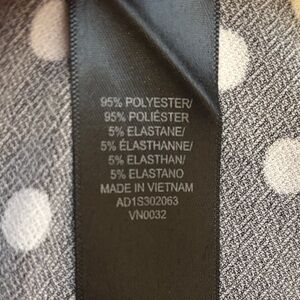 95% POLYESTER/
95% POLIÉSTER
5% ELASTANE/
5% ÉLASTHANNE/
5% ELASTHAN/
5% ELASTANO
MADE IN VIETNAM
AD1S302063
VN0032